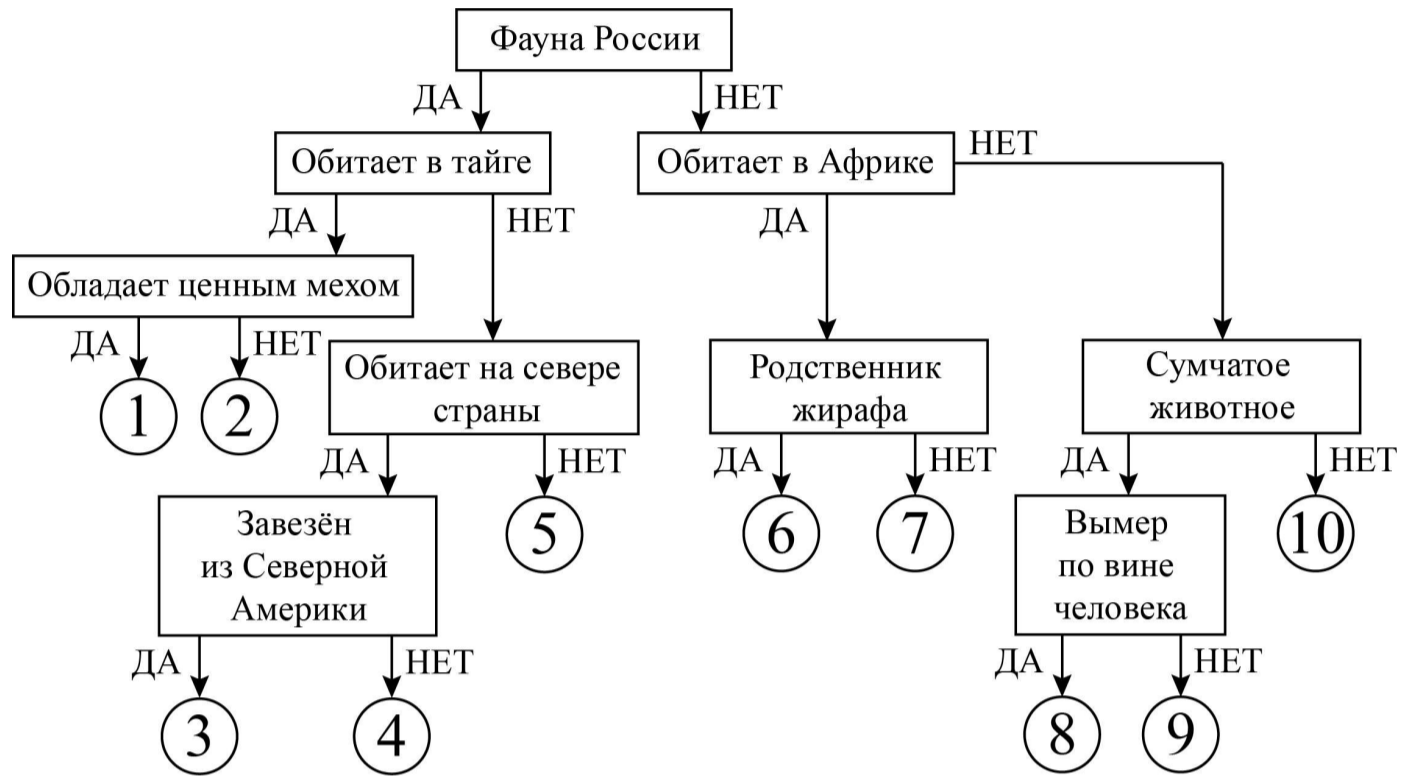 Фауна России
ДА
НЕТ
Обитает в тайге
Обитает в Африке
НЕТ
ДА
НЕТ
ДА
Обладает ценным мехом
ДА
НЕТ
1
2
Обитает на севере
страны
Родственник
жирафа
Сумчатое
животное
ДА
НЕТ
ДА
НЕТ
ДА
НЕТ
Завезён
из Северной
Америки
5
6
7
Вымер
по вине
человека
10
ДА
НЕТ
ДА
НЕТ
3
4
8
9